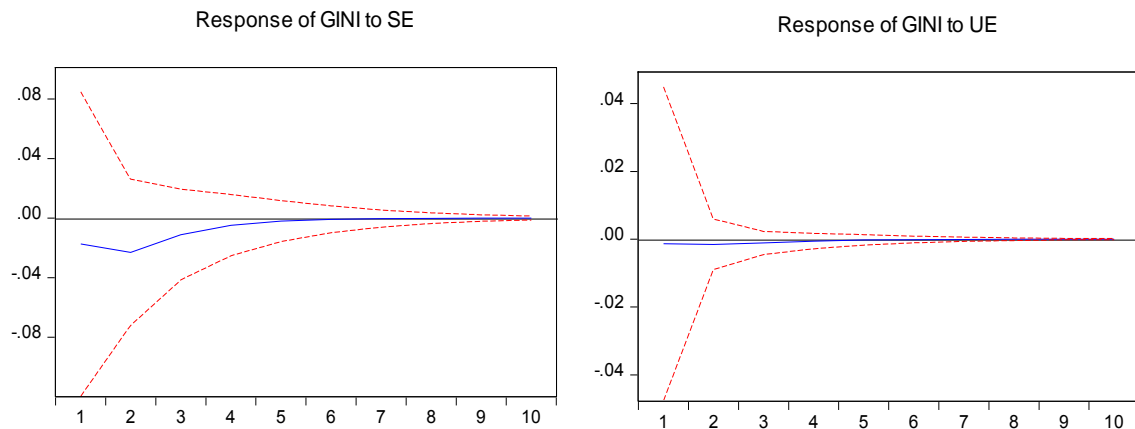 Response of GINI to SE
.08
.04
.00
-.04
-.08
1 2 3 4 5 6 7 8 9 10
Response of GINI to UE
.04
.02
.00
-.02
-.04
1 2 3 4 5 6 7 8 9 10